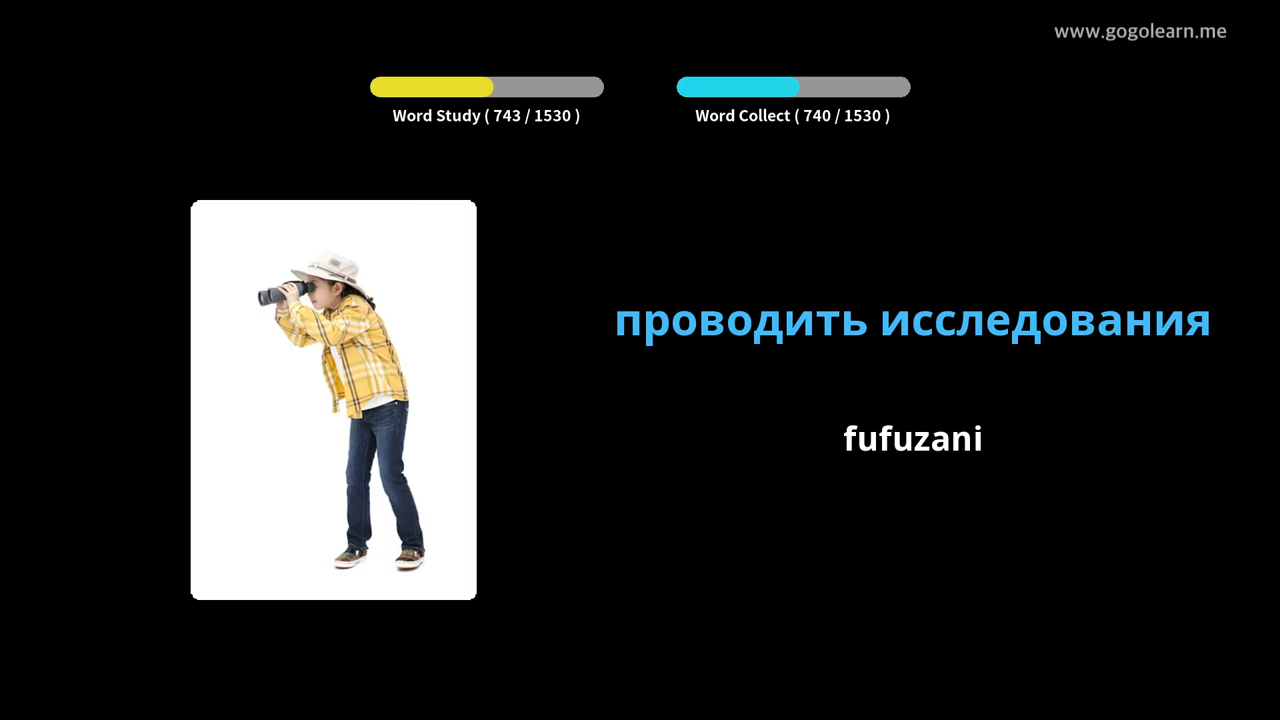 www.gogolearn.me
Word Study ( 743 / 1530 )
Word Collect ( 740 / 1530 )
проводить исследования
fufuzani